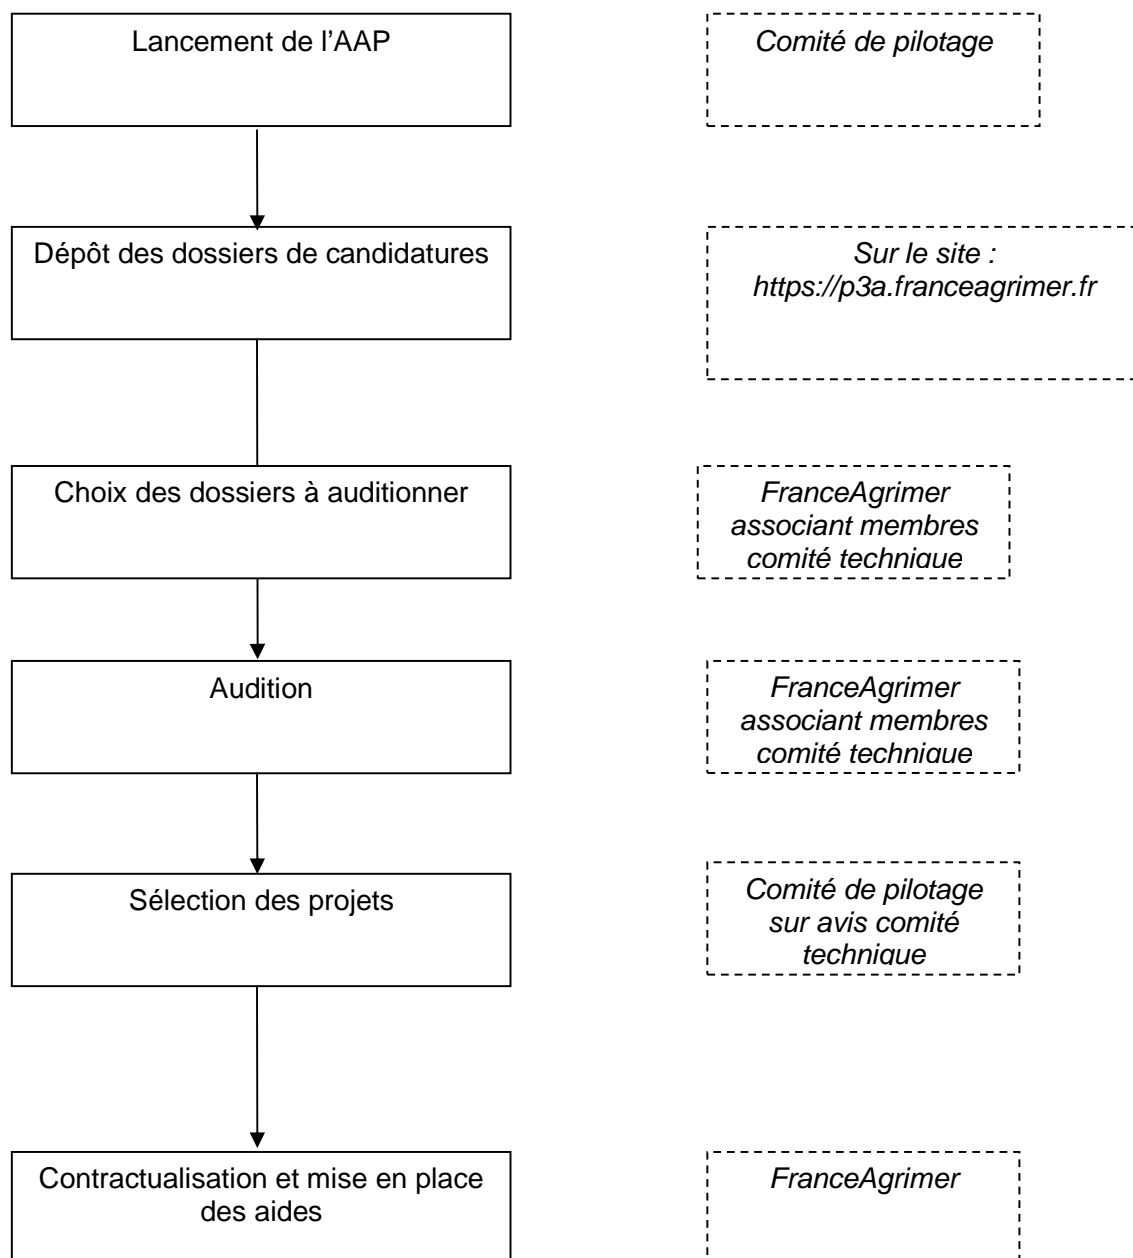 Lancement de l'AAP
Comité de pilotage
Dépôt des dossiers de candidatures
Sur le site :
https://p3a.franceagrimer.fr
Choix des dossiers à auditionner
FranceAgrimer
associant membres
comité technique
Audition
FranceAgrimer
associant membres
comité technique
Sélection des projets
Comité de pilotage
sur avis comité
technique
Contractualisation et mise en place
des aides
FranceAgrimer